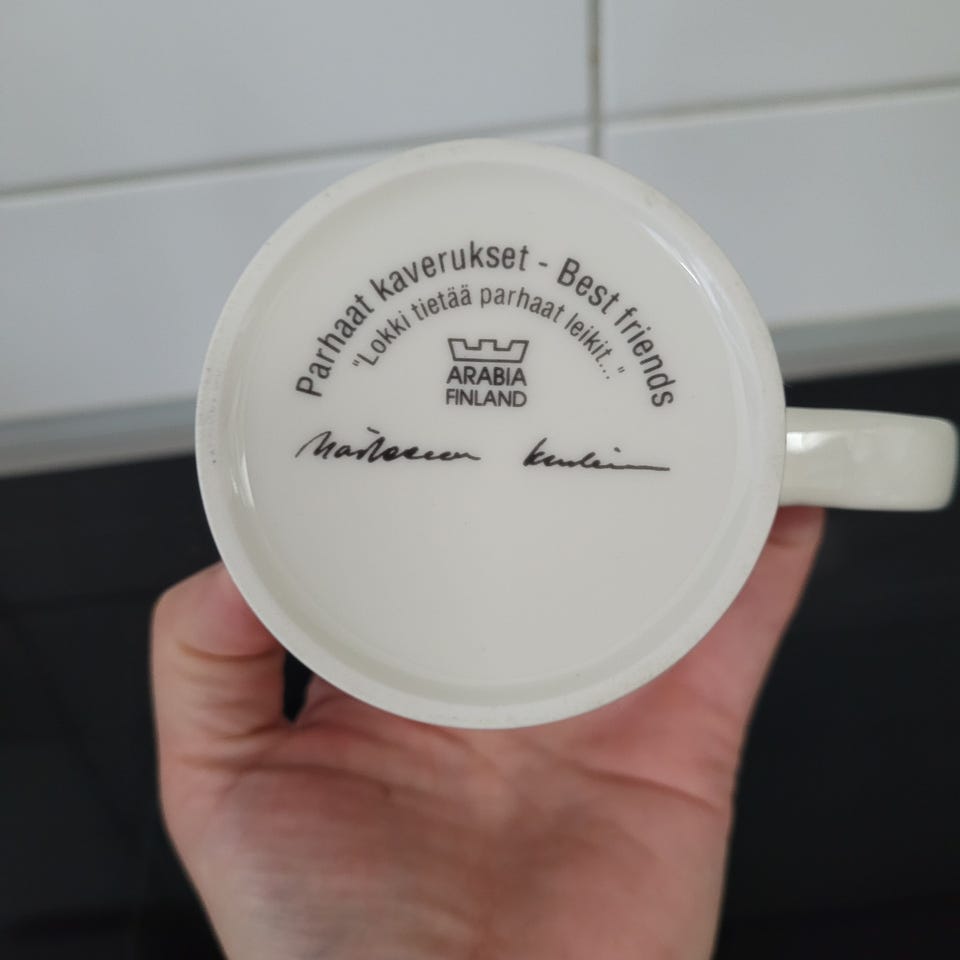 Parhaat kaverukset - Best friends
"Lokki tietää parhaat leikit..."
ARABIA
FINLAND